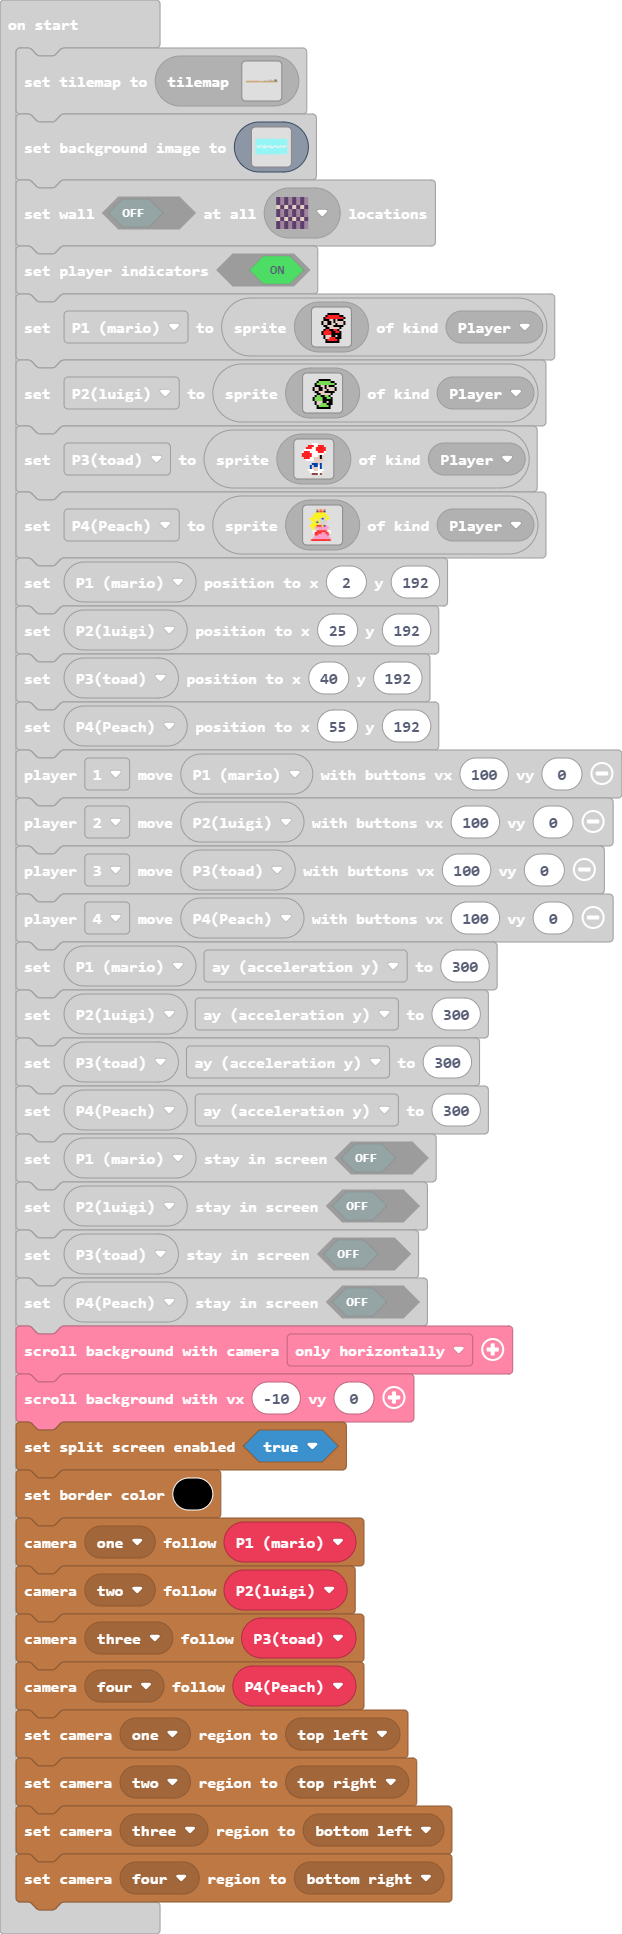 on start
set tilemap to tilemap
set background image to
set wall OFF at all locations
set player indicators ON
set P1 (mario) to sprite of kind Player
set P2(luigi) to sprite of kind Player
set P3(toad) to sprite of kind Player
set P4(Peach) to sprite of kind Player
set P1 (mario) position to x 2 y 192
set P2(luigi) position to x 25 y 192
set P3(toad) position to x 40 y 192
set P4(Peach) position to x 55 y 192
player 1 move P1 (mario) with buttons vx 100 vy 0
player 2 move P2(luigi) with buttons vx 100 vy 0
player 3 move P3(toad) with buttons vx 100 vy 0
player 4 move P4(Peach) with buttons vx 100 vy 0
set P1 (mario) ay (acceleration y) to 300
set P2(luigi) ay (acceleration y) to 300
set P3(toad) ay (acceleration y) to 300
set P4(Peach) ay (acceleration y) to 300
set P1 (mario) stay in screen OFF
set P2(luigi) stay in screen OFF
set P3(toad) stay in screen OFF
set P4(Peach) stay in screen OFF
scroll background with camera only horizontally
scroll background with vx -10 vy 0
set split screen enabled true
set border color
camera one follow P1 (mario)
camera two follow P2(luigi)
camera three follow P3(toad)
camera four follow P4(Peach)
set camera one region to top left
set camera two region to top right
set camera three region to bottom left
set camera four region to bottom right